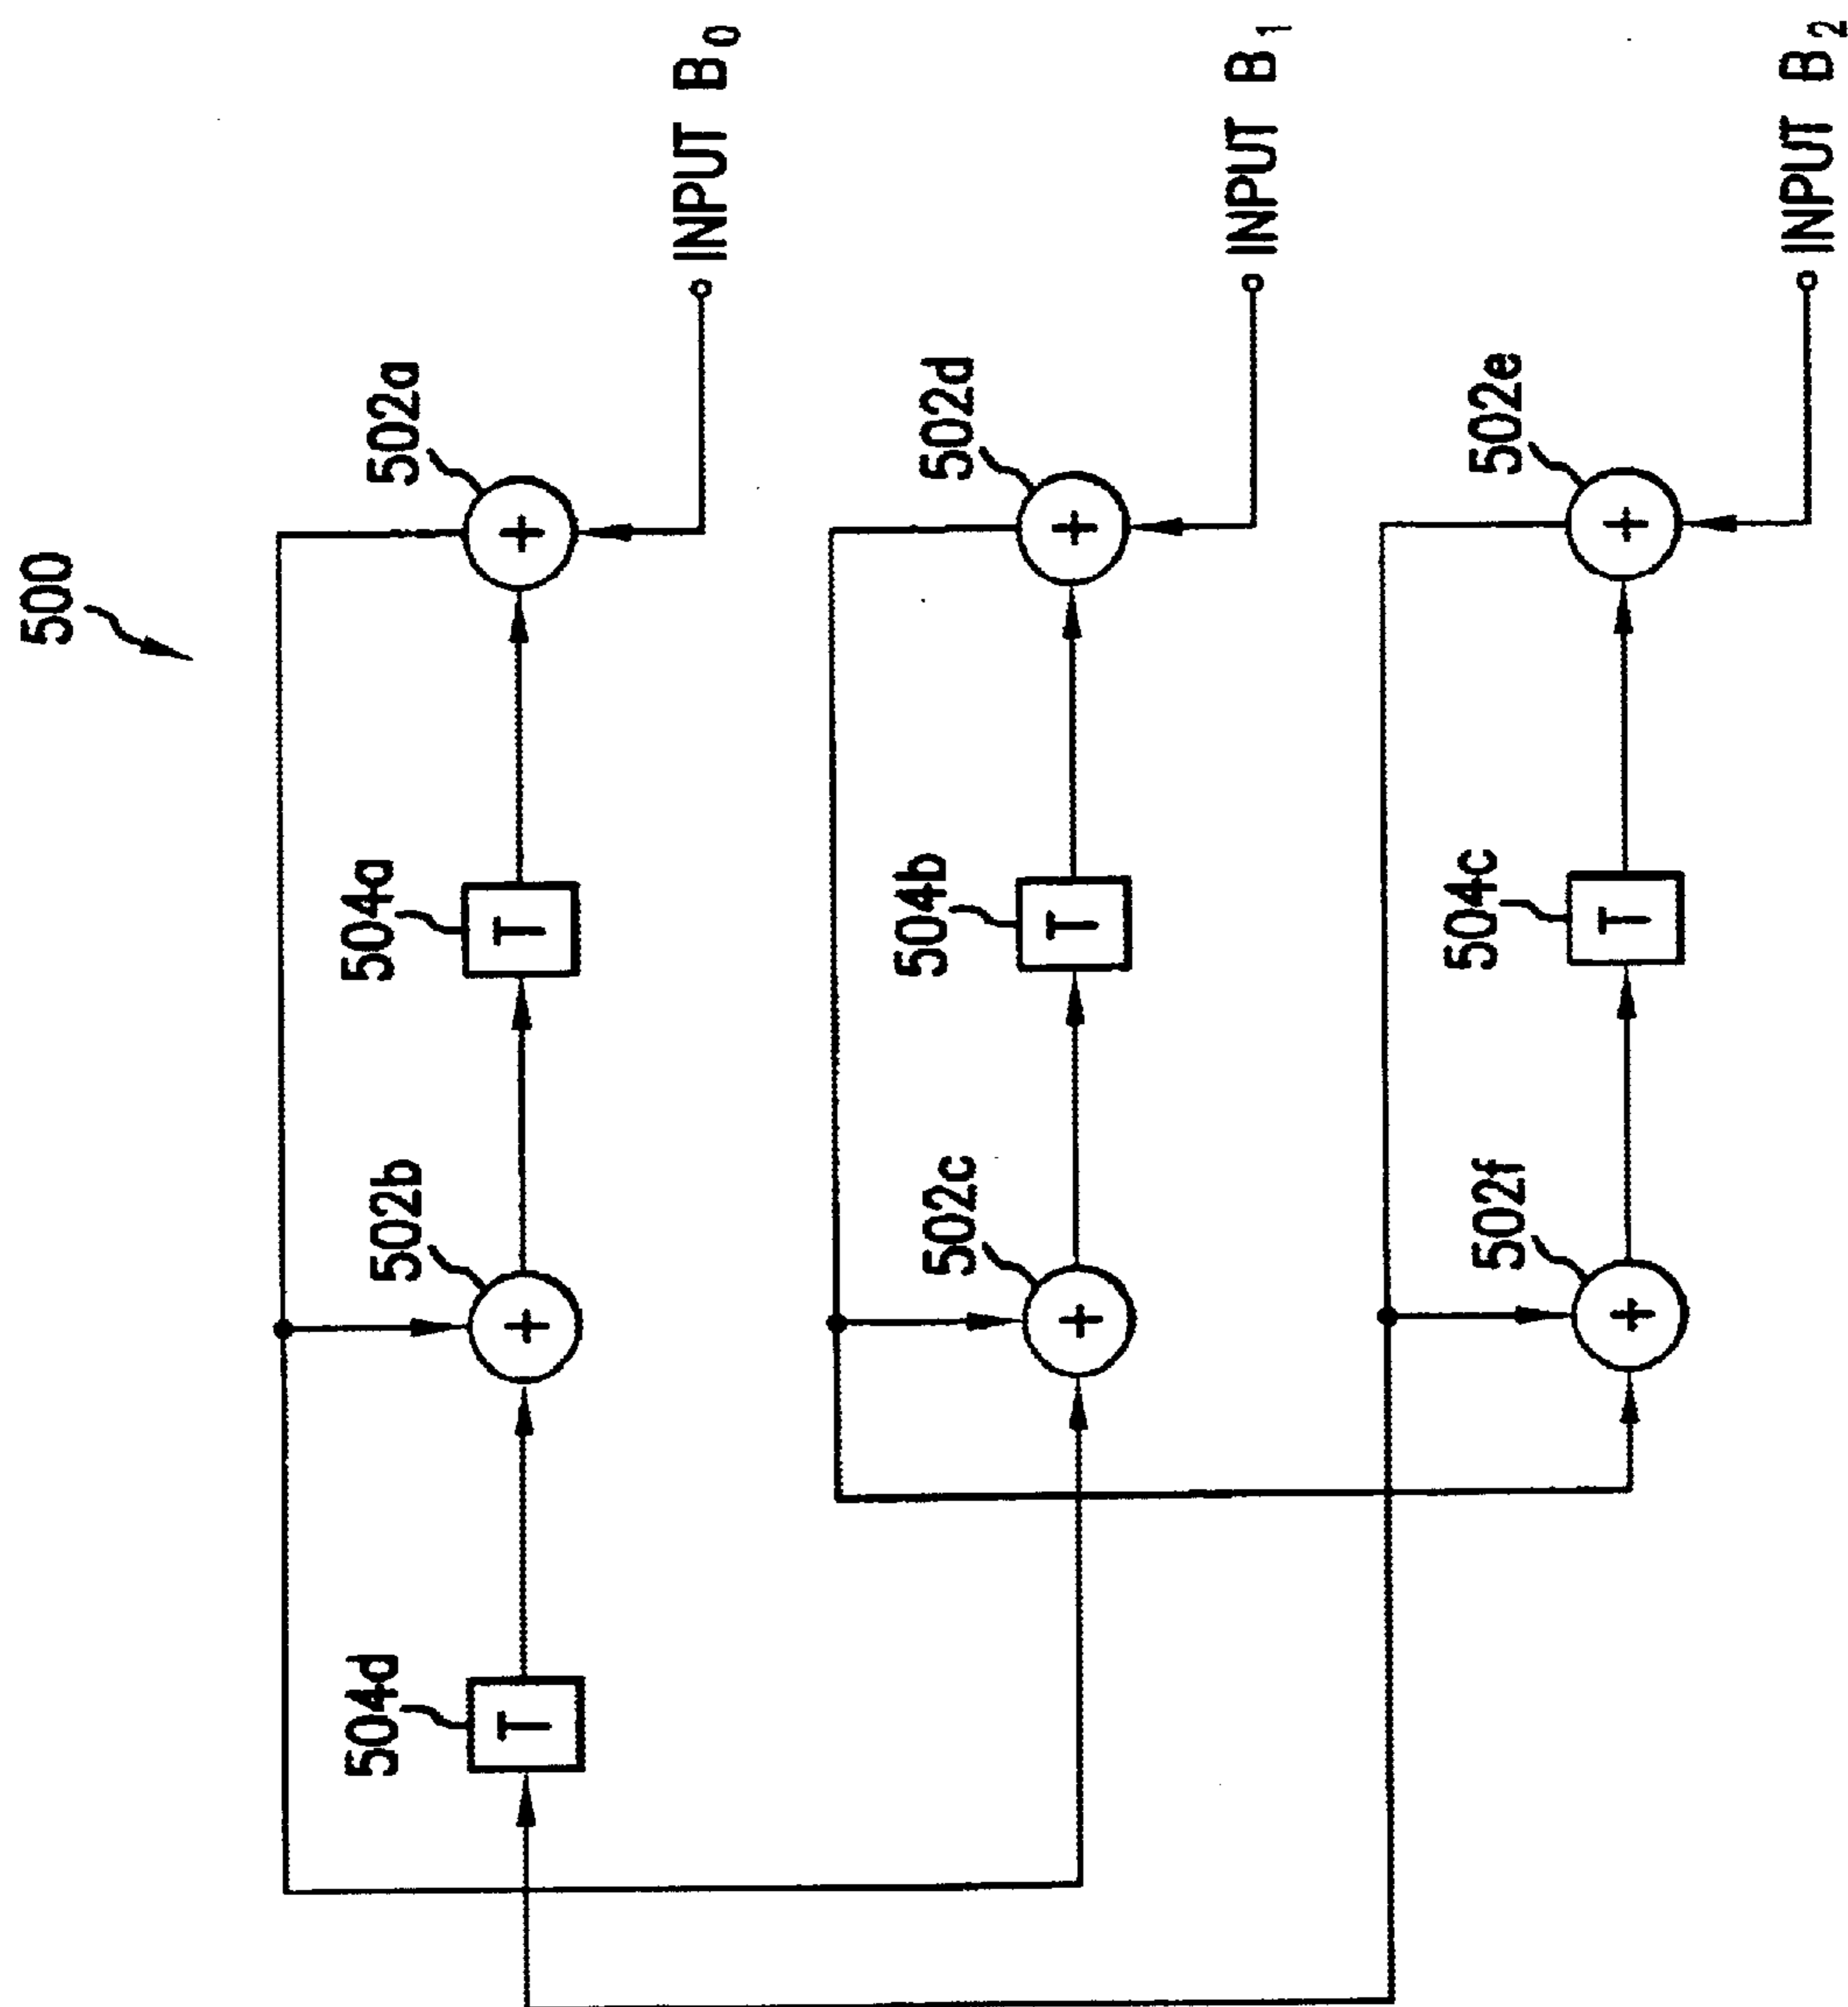 500
504d
502b
504a
502a
+
+
T
T
INPUT B0
502c
504b
502d
+
+
T
INPUT B1
502f
504c
502e
+
+
T
INPUT B2